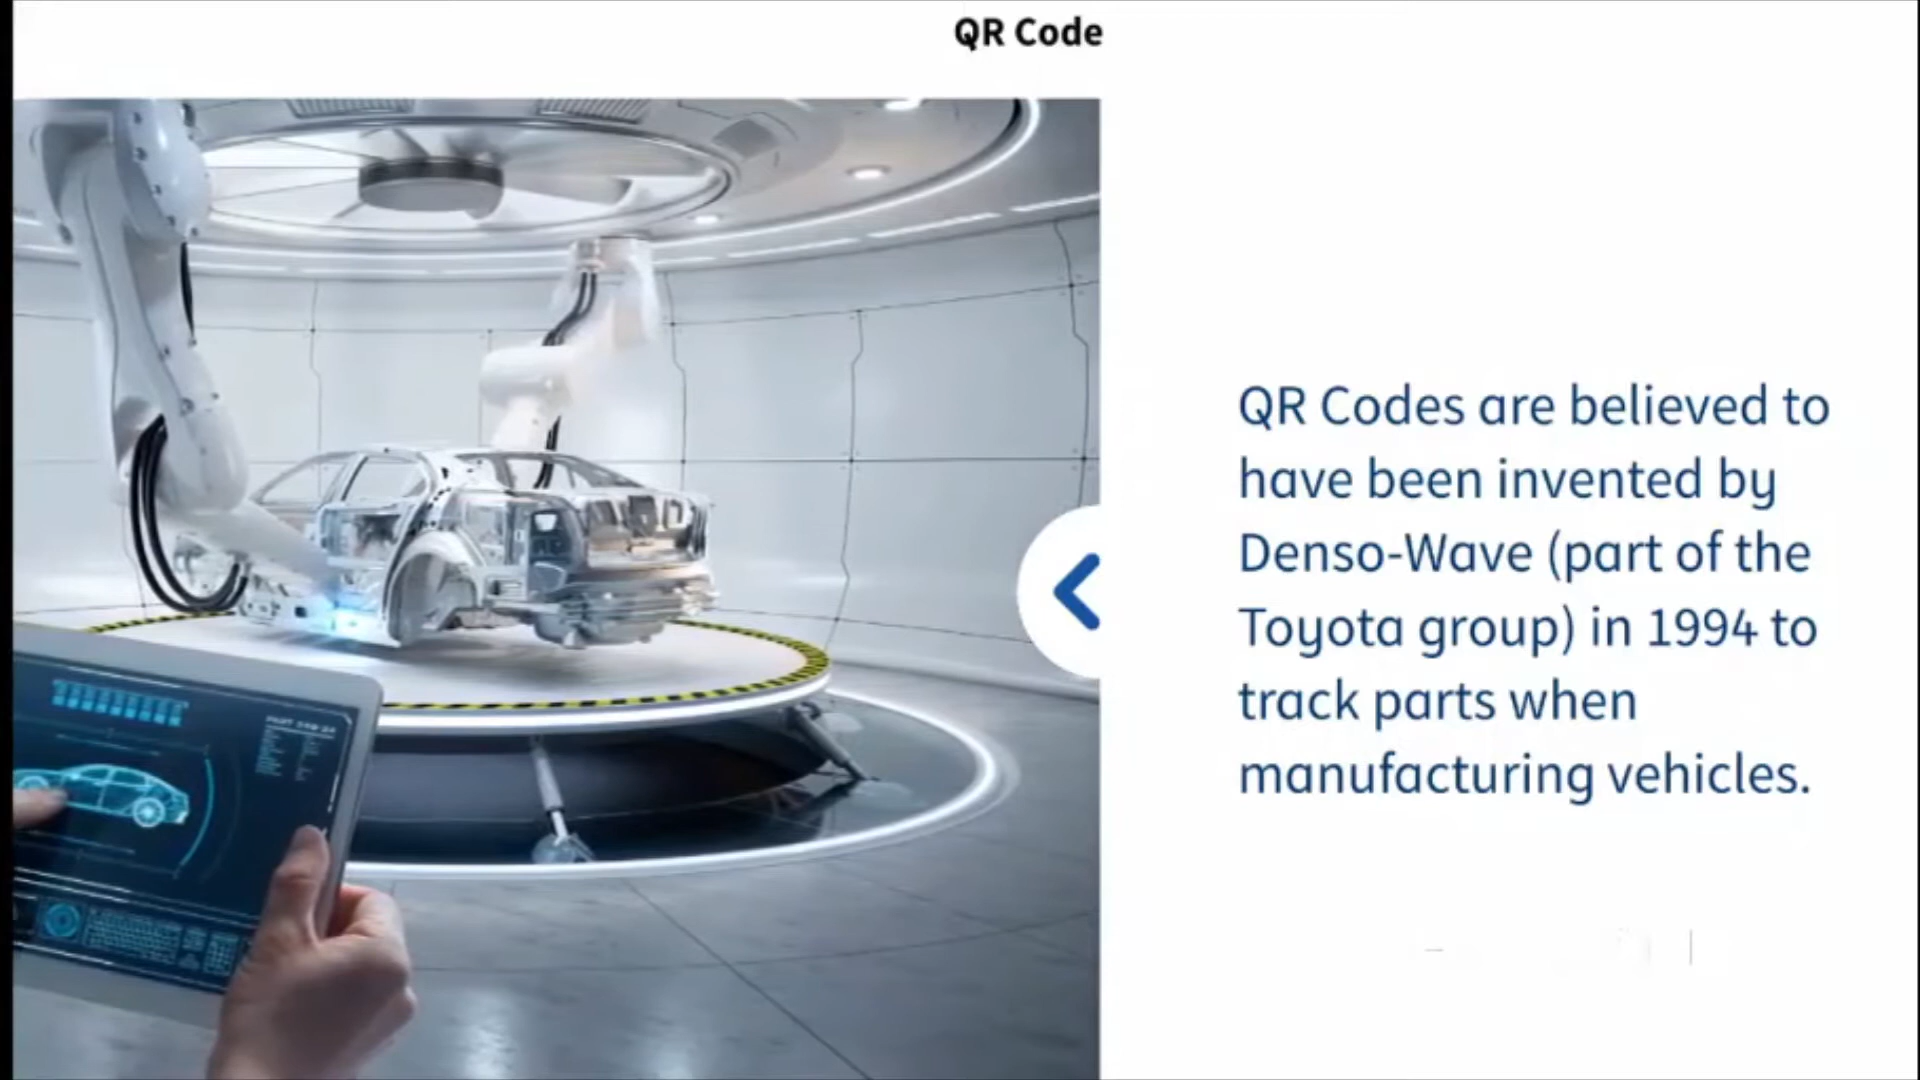 QR Code
QR Codes are believed to
have been invented by
Denso-Wave (part of the
Toyota group) in 1994 to
track parts when
manufacturing vehicles.